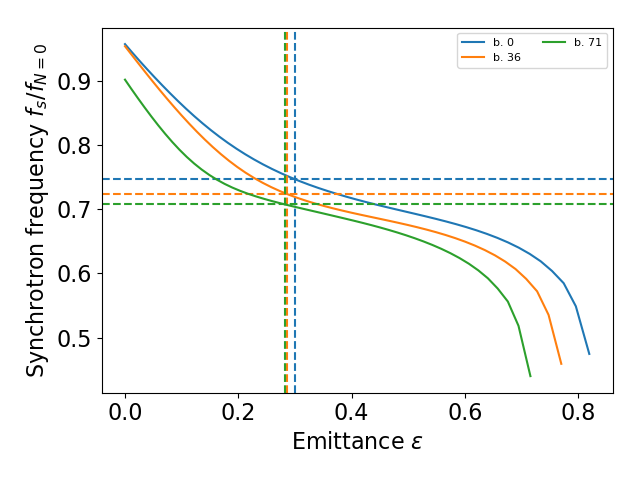 b. 0
b. 36
b. 71
Synchrotron frequency f_s/f_{N=0}
0.9
0.8
0.7
0.6
0.5
0.0 0.2 0.4 0.6 0.8
Emittance ε